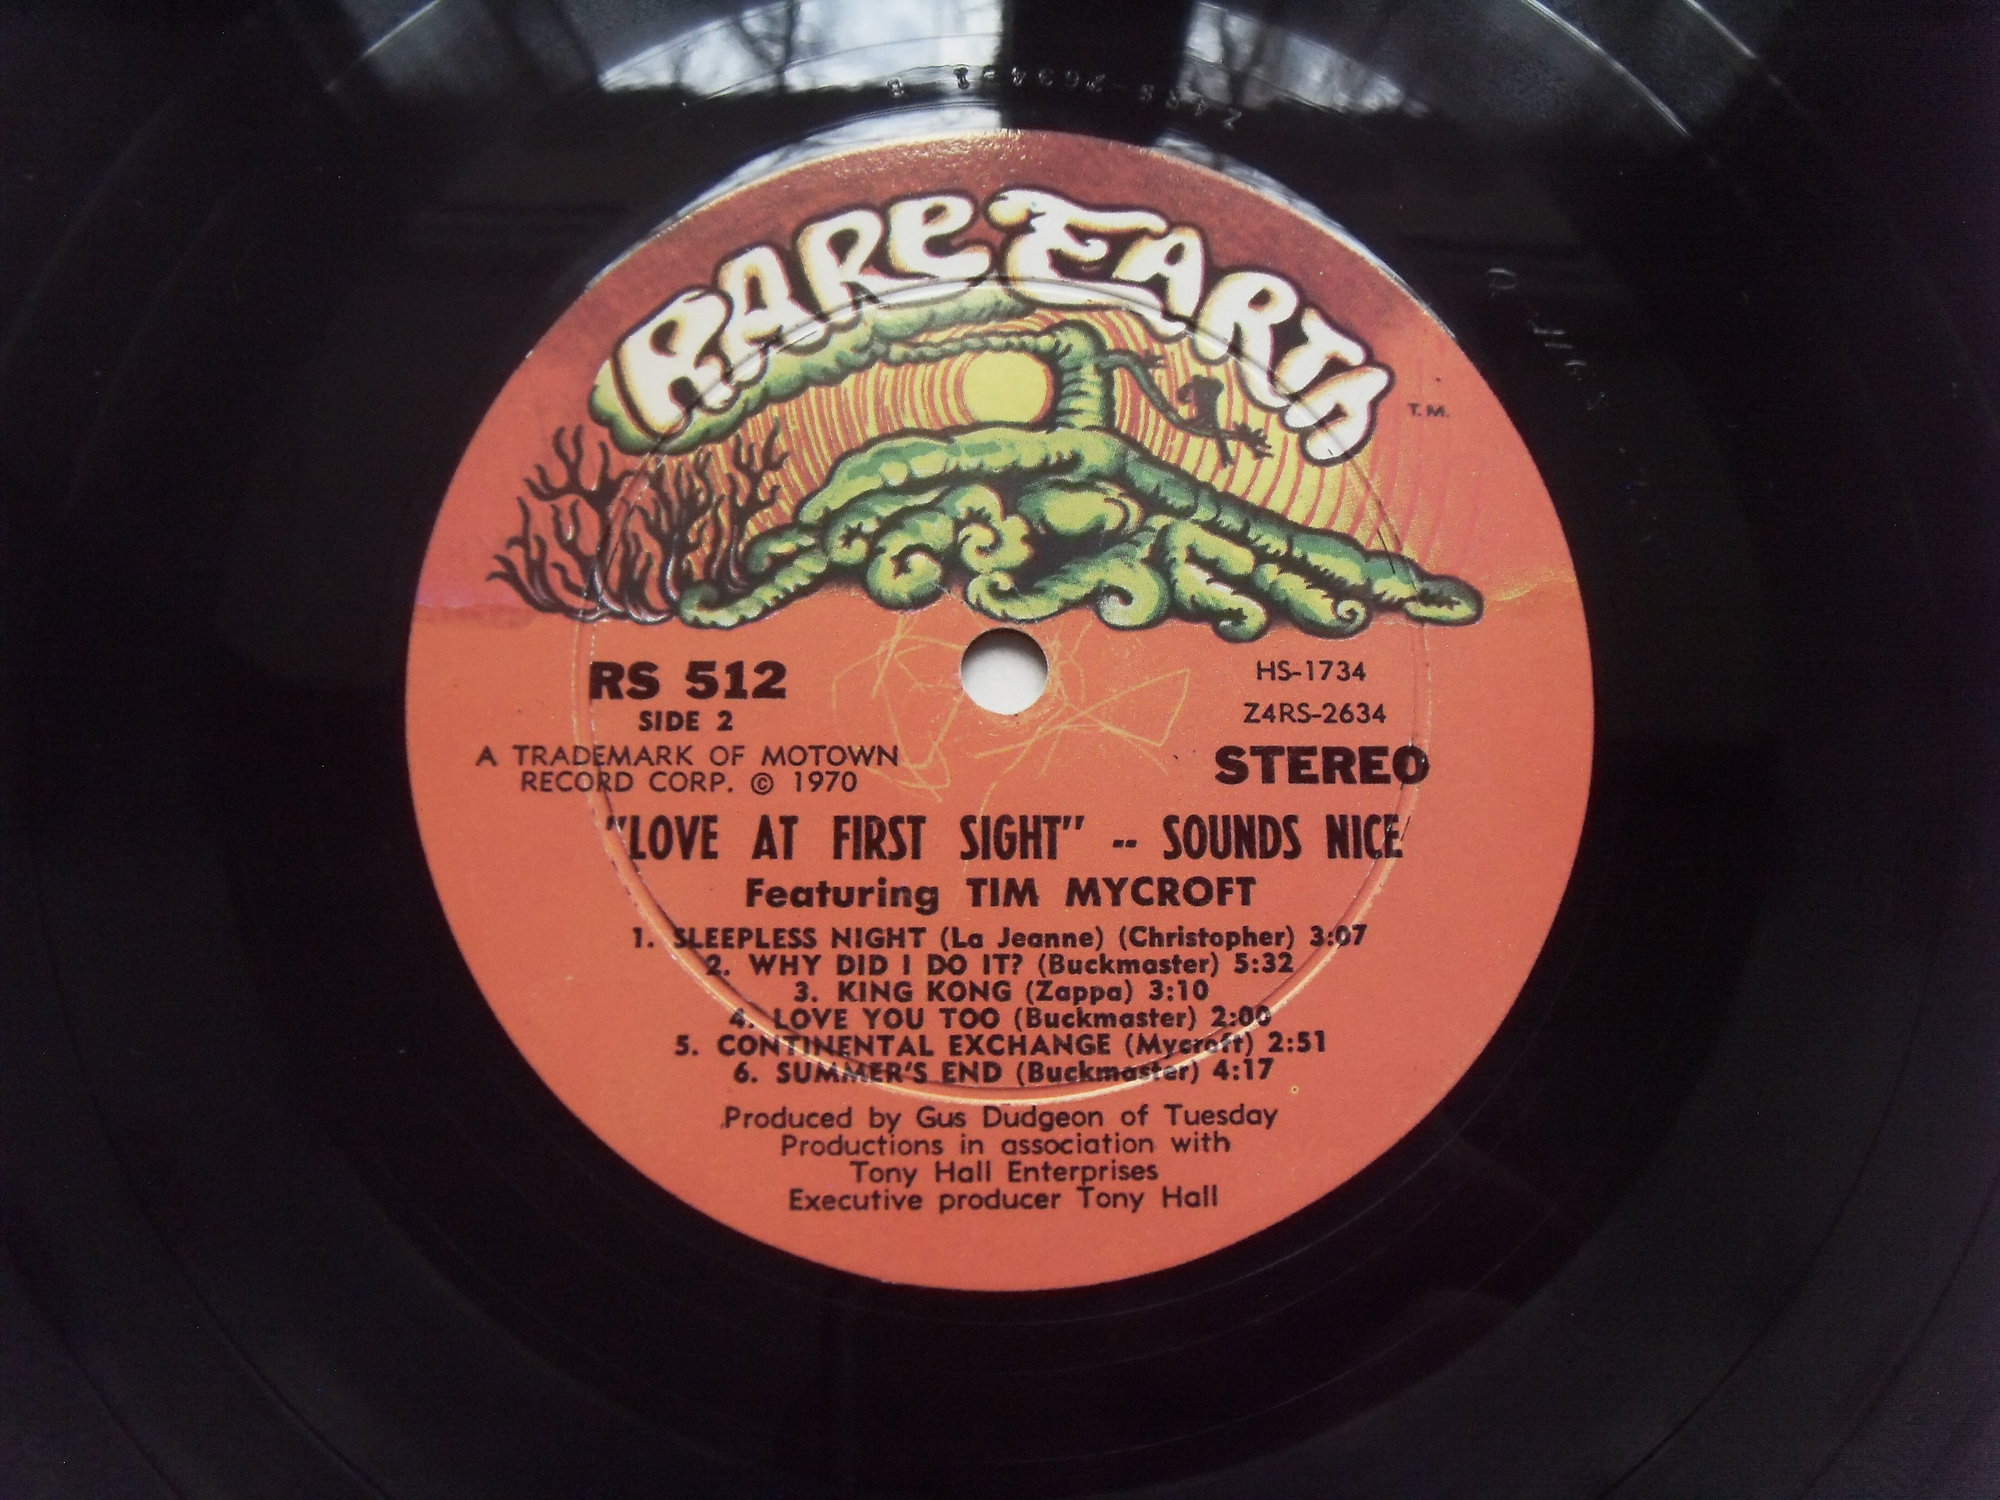 RARE EARTH
T.M.
RS 512
HS-1734
SIDE 2
Z4RS-2634
A TRADEMARK OF MOTOWN
RECORD CORP. © 1970
STEREO
"LOVE AT FIRST SIGHT" -- SOUNDS NICE
Featuring TIM MYCROFT
1. SLEEPLESS NIGHT (La Jeanne) (Christopher) 3:07
2. WHY DID I DO IT? (Buckmaster) 5:32
3. KING KONG (Zappa) 3:10
4. LOVE YOU TOO (Buckmaster) 2:00
5. CONTINENTAL EXCHANGE (Mycroft) 2:51
6. SUMMER'S END (Buckmaster) 4:17
Produced by Gus Dudgeon of Tuesday
Productions in association with
Tony Hall Enterprises
Executive producer Tony Hall